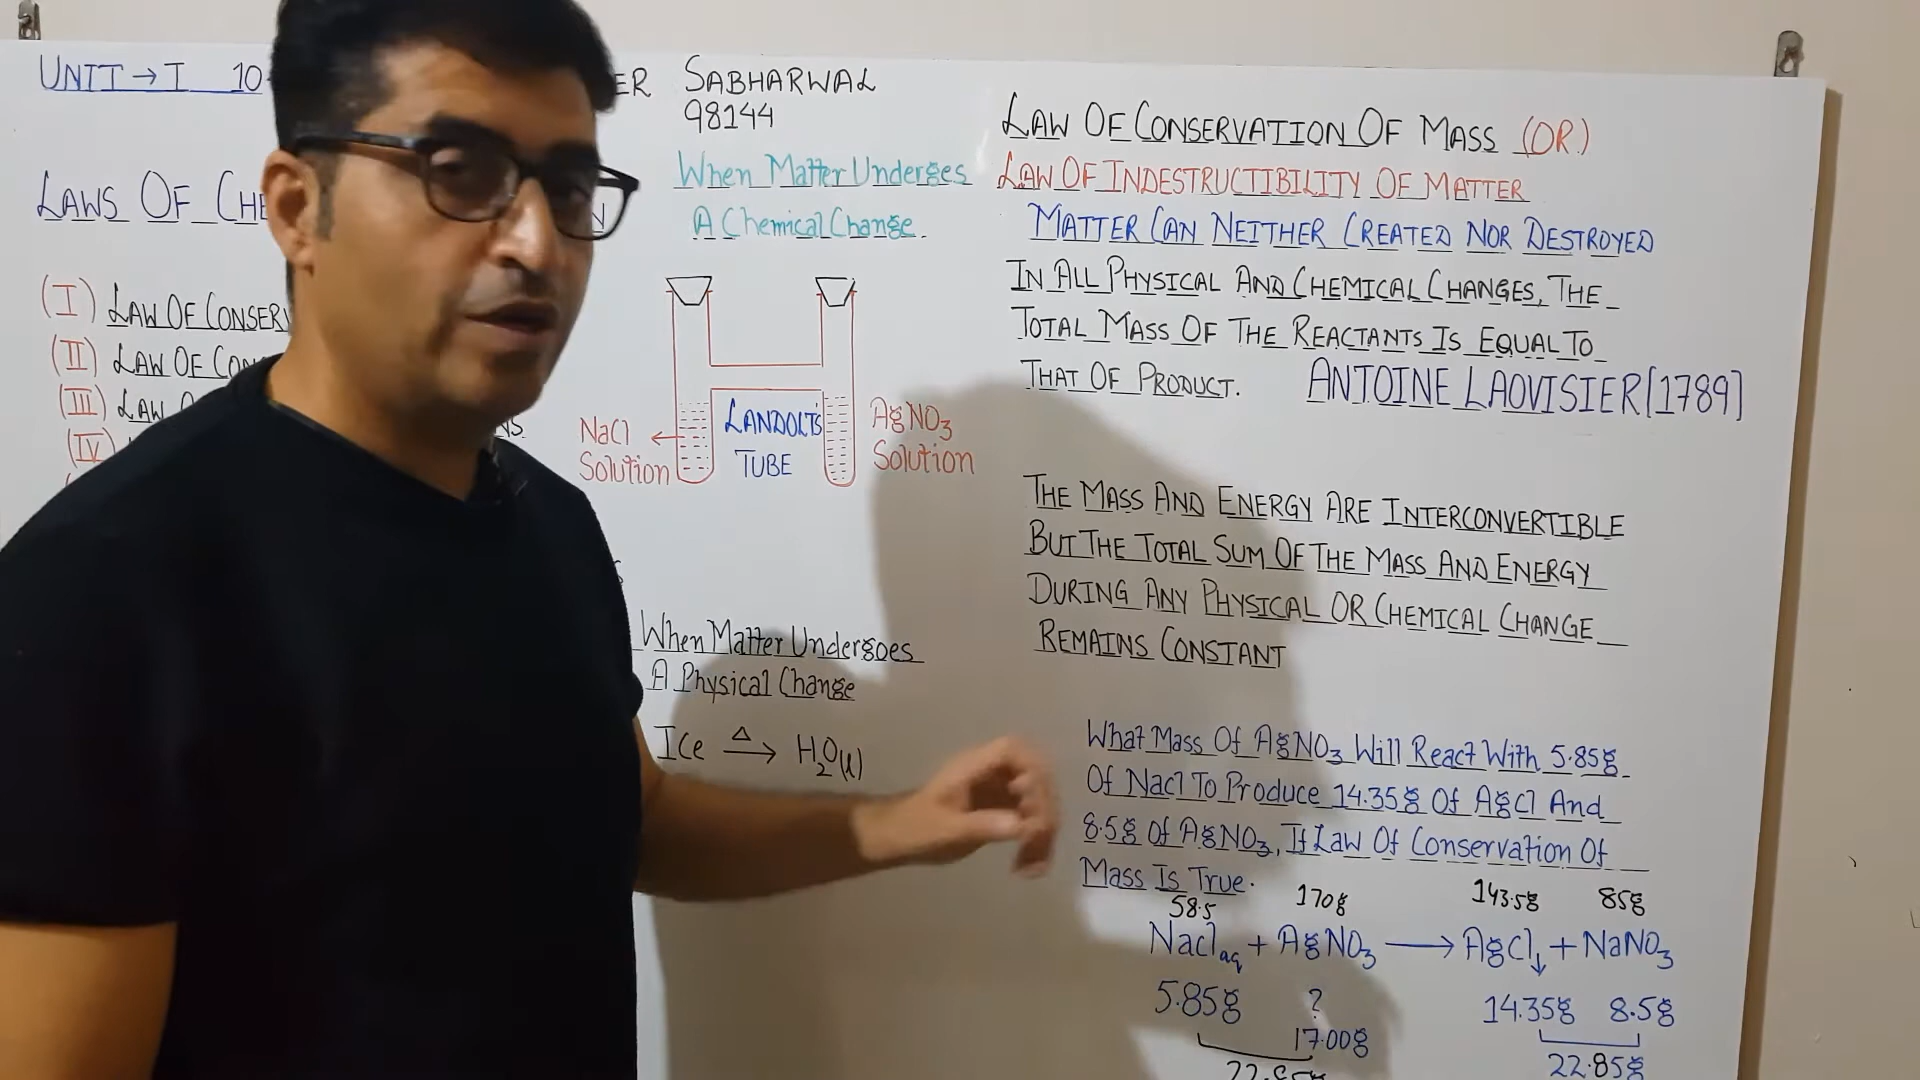 UNIT → I 10
ER SABHARWAL
98144
LAWS OF CHE
N
(I) LAW OF CONSERV
(II) LAW OF CON
(III) LAW
NS
(IV)
When Matter Undergoes
A Chemical Change.
NaCl
Solution
LANDOLT'S
TUBE
AgNO3
Solution
When Matter Undergoes
A Physical Change
ICe Δ→ H2O(l)
LAW OF CONSERVATION OF MASS (OR)
LAW OF INDESTRUCTIBILITY OF MATTER
MATTER CAN NEITHER CREATED NOR DESTROYED
IN ALL PHYSICAL AND CHEMICAL CHANGES, THE
TOTAL MASS OF THE REACTANTS IS EQUAL TO
THAT OF PRODUCT. ANTOINE LAOVISIER [1789]
THE MASS AND ENERGY ARE INTERCONVERTIBLE
BUT THE TOTAL SUM OF THE MASS AND ENERGY
DURING ANY PHYSICAL OR CHEMICAL CHANGE
REMAINS CONSTANT
What Mass Of AgNO3 Will React With 5.85g
Of NaCl To Produce 14.35g Of AgCl And
8.5g Of AgNO3, If Law Of Conservation Of
Mass Is True.
58.5 170g 143.5g 85g
NaClaq + AgNO3 → AgCl↓ + NaNO3
5.85g ? 14.35g 8.5g
17.00g
22.85g